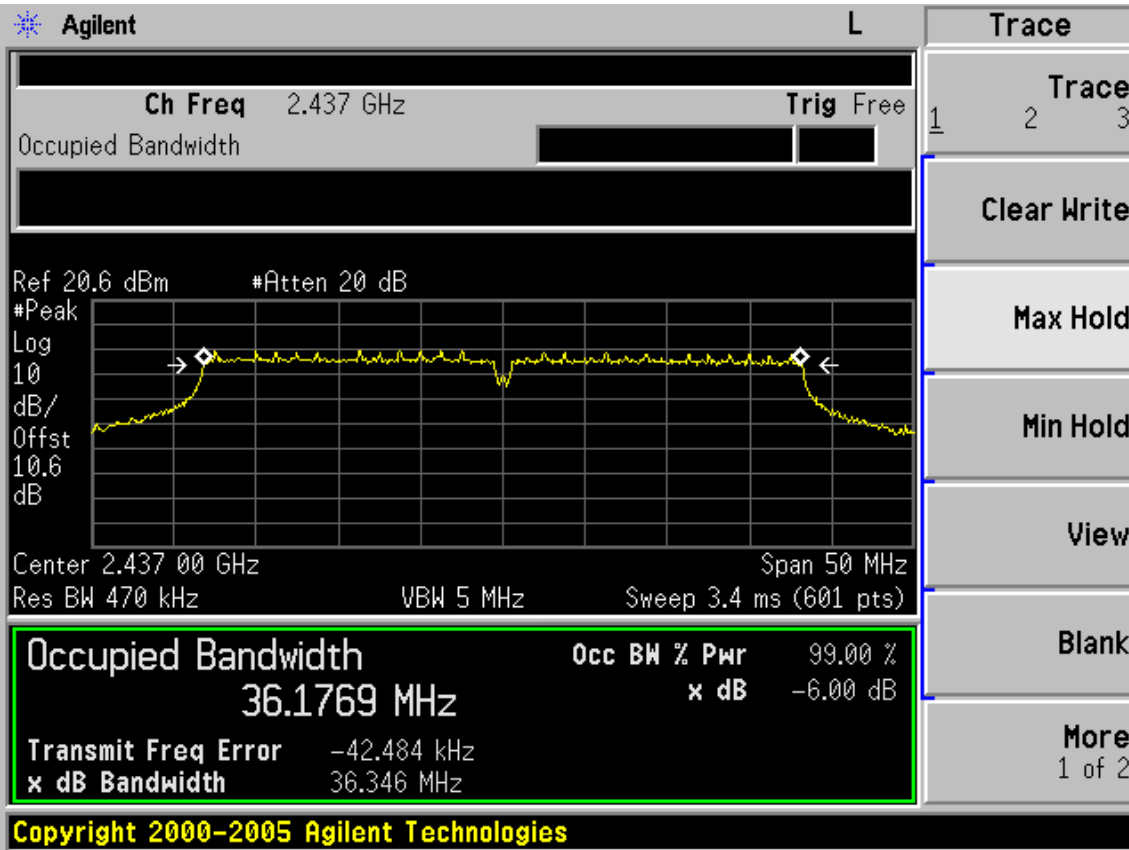 Agilent L Trace
Ch Freq 2.437 GHz Trig Free
Occupied Bandwidth
Ref 20.6 dBm #Atten 20 dB
#Peak
Log
10
dB/
Offst
10.6
dB
Center 2.437 00 GHz Span 50 MHz
Res BW 470 kHz VBW 5 MHz Sweep 3.4 ms (601 pts)
Occupied Bandwidth Occ BW % Pwr 99.00 %
36.1769 MHz x dB -6.00 dB
Transmit Freq Error -42.484 kHz
x dB Bandwidth 36.346 MHz
Trace
1 2 3
Clear Write
Max Hold
Min Hold
View
Blank
More
1 of 2
Copyright 2000-2005 Agilent Technologies